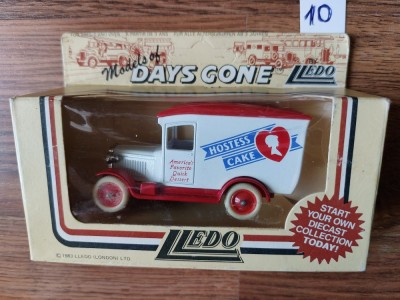 10
Models of
DAYS GONE
LLEDO
HOSTESS
CAKE
America's
Favorite
Quick
Dessert
START
YOUR OWN
DIECAST
COLLECTION
TODAY!
LLEDO
© 1983 LLEDO (LONDON) LTD.